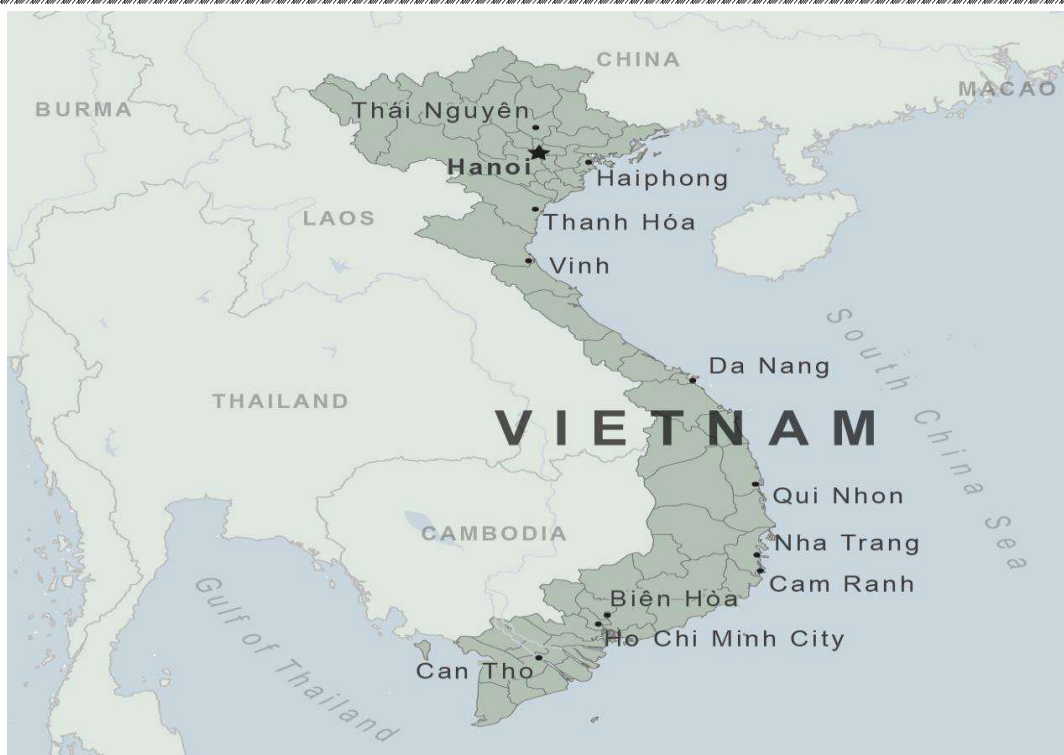 CHINA
BURMA
MACAO
Thái Nguyên
Hanoi
Haiphong
LAOS
Thanh Hóa
Vinh
South China Sea
Da Nang
THAILAND
VIETNAM
Qui Nhon
CAMBODIA
Nha Trang
Cam Ranh
Gulf of Thailand
Biên Hòa
Ho Chi Minh City
Can Tho